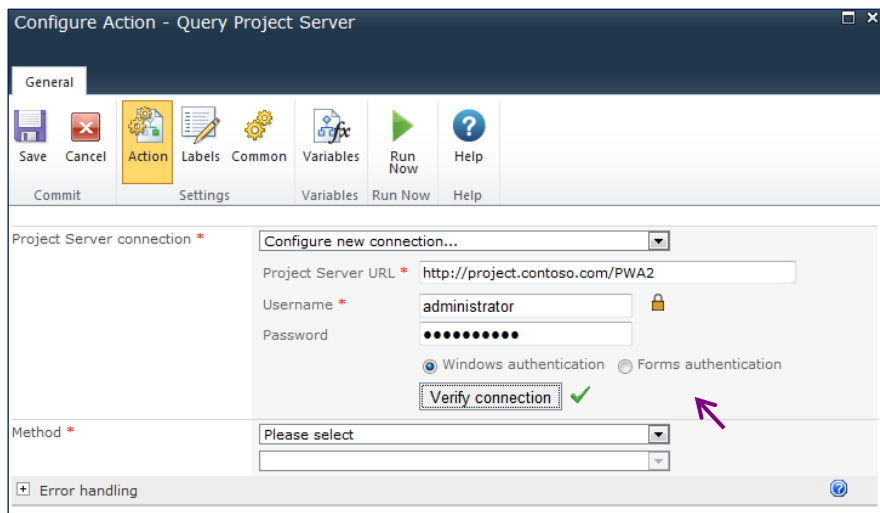 Configure Action - Query Project Server
General
Save Cancel Action Labels Common Variables Run Now Help
Commit Settings Variables Run Now Help
Project Server connection * Configure new connection...
Project Server URL * http://project.contoso.com/PWA2
Username * administrator
Password ●●●●●●●●●●
Windows authentication Forms authentication
Verify connection
Method * Please select
Error handling